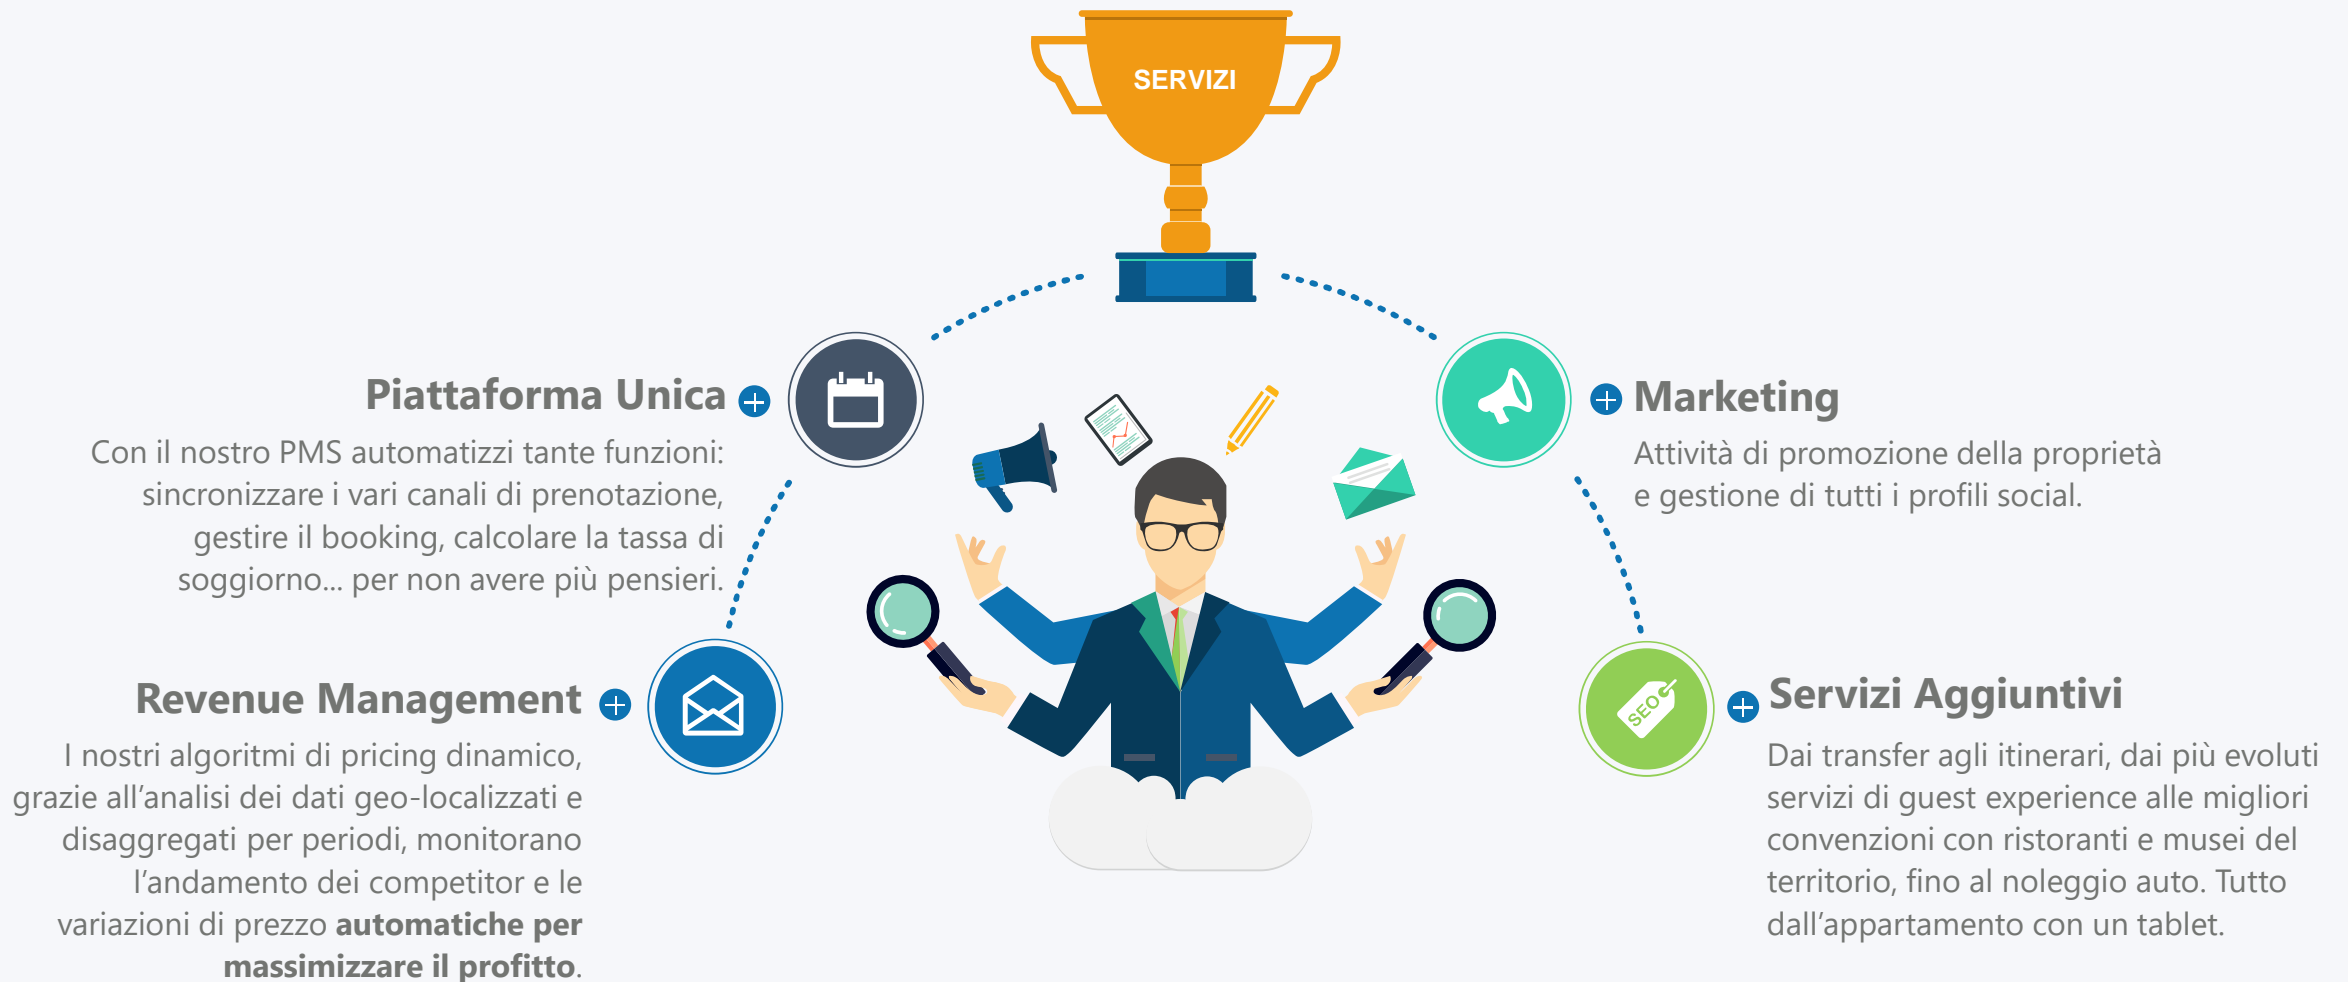 SERVIZI
Piattaforma Unica
Con il nostro PMS automatizzi tante funzioni:
sincronizzare i vari canali di prenotazione,
gestire il booking, calcolare la tassa di
soggiorno... per non avere più pensieri.
Revenue Management
I nostri algoritmi di pricing dinamico,
grazie all’analisi dei dati geo-localizzati e
disaggregati per periodi, monitorano
l’andamento dei competitor e le
variazioni di prezzo automatiche per
massimizzare il profitto.
Marketing
Attività di promozione della proprietà
e gestione di tutti i profili social.
SEO
Servizi Aggiuntivi
Dai transfer agli itinerari, dai più evoluti
servizi di guest experience alle migliori
convenzioni con ristoranti e musei del
territorio, fino al noleggio auto. Tutto
dall’appartamento con un tablet.